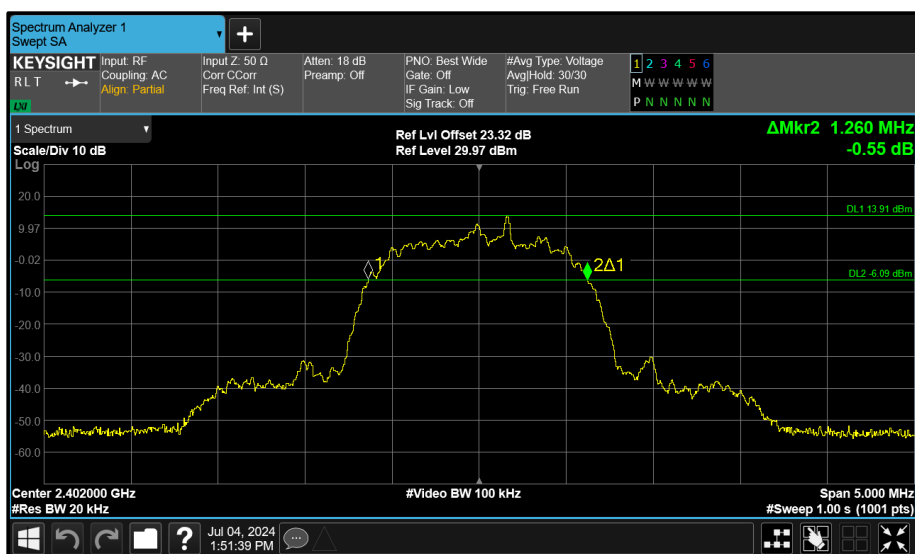 Spectrum Analyzer 1
Swept SA
KEYSIGHT
R L T
LXI
Input: RF
Coupling: AC
Align: Partial
Input Z: 50 Ω
Corr CCorr
Freq Ref: Int (S)
Atten: 18 dB
Preamp: Off
PNO: Best Wide
Gate: Off
IF Gain: Low
Sig Track: Off
#Avg Type: Voltage
Avg|Hold: 30/30
Trig: Free Run
1 2 3 4 5 6
M W W W W W
P N N N N N
1 Spectrum
Scale/Div 10 dB
Log
Ref Lvl Offset 23.32 dB
Ref Level 29.97 dBm
ΔMkr2 1.260 MHz
-0.55 dB
20.0
9.97
-0.02
-10.0
-20.0
-30.0
-40.0
-50.0
-60.0
DL1 13.91 dBm
1
2Δ1
DL2 -6.09 dBm
Center 2.402000 GHz
#Res BW 20 kHz
#Video BW 100 kHz
Span 5.000 MHz
#Sweep 1.00 s (1001 pts)
?
Jul 04, 2024
1:51:39 PM